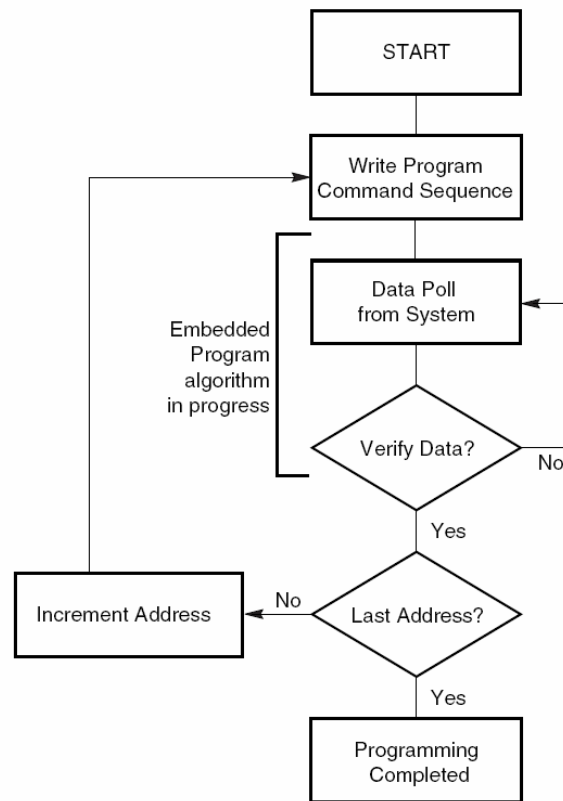 START
Write Program
Command Sequence
Data Poll
from System
Embedded
Program
algorithm
in progress
Verify Data?
No
Yes
Last Address?
No
Increment Address
Yes
Programming
Completed